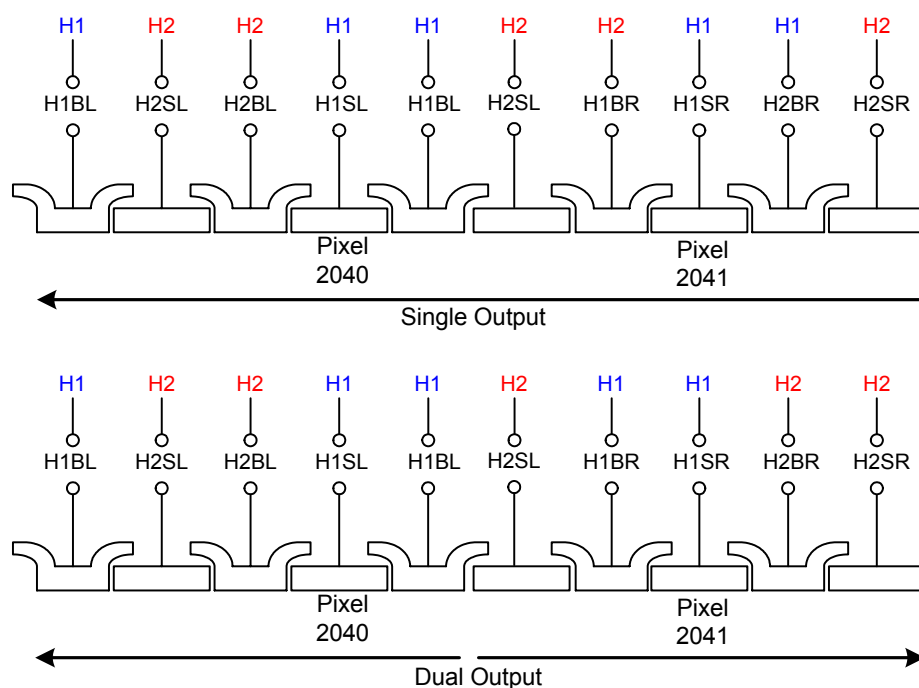 H1 H2 H2 H1 H1 H2 H2 H1 H1 H2
H1BL H2SL H2BL H1SL H1BL H2SL H1BR H1SR H2BR H2SR
Pixel Pixel
2040 2041
Single Output
H1 H2 H2 H1 H1 H2 H1 H1 H2 H2
H1BL H2SL H2BL H1SL H1BL H2SL H1BR H1SR H2BR H2SR
Pixel Pixel
2040 2041
Dual Output